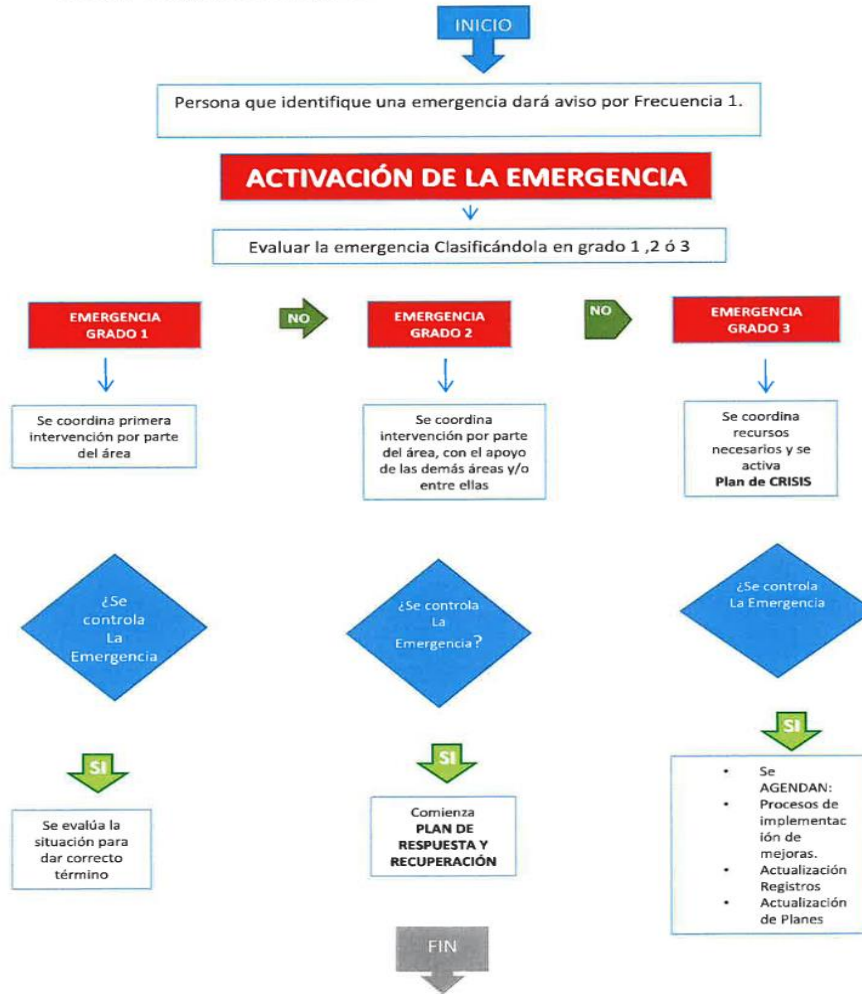 INICIO
Persona que identifique una emergencia dará aviso por Frecuencia 1.
ACTIVACIÓN DE LA EMERGENCIA
Evaluar la emergencia Clasificándola en grado 1 ,2 ó 3
EMERGENCIA
GRADO 1
NO
EMERGENCIA
GRADO 2
NO
EMERGENCIA
GRADO 3
Se coordina primera
intervención por parte
del área
Se coordina
intervención por parte
del área, con el apoyo
de las demás áreas y/o
entre ellas
Se coordina
recursos
necesarios y se
activa
Plan de CRISIS
¿Se
controla
La
Emergencia
¿Se controla
La
Emergencia?
¿Se controla
La Emergencia
SI
SI
SI
Se evalúa la
situación para
dar correcto
término
Comienza
PLAN DE
RESPUESTA Y
RECUPERACIÓN
• Se
AGENDAN:
• Procesos de
implementac
ión de
mejoras.
• Actualización
Registros
• Actualización
de Planes
FIN